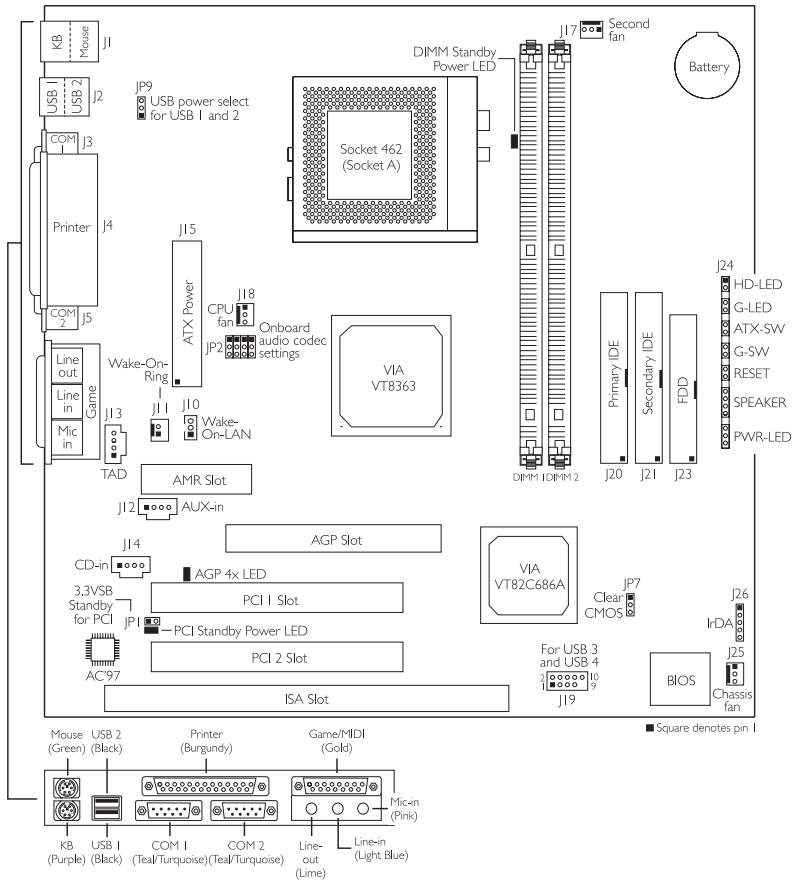 KB
Mouse
J1
USB 1
USB 2
J2
JP9
USB power select
for USB 1 and 2
COM
1
J3
Printer
J4
COM
2
J5
J15
ATX Power
J18
CPU
fan
JP2
Onboard
audio codec
settings
Socket 462
(Socket A)
DIMM Standby
Power LED
J17
Second
fan
Battery
VIA
VT8363
DIMM 1
DIMM 2
Primary IDE
J20
Secondary IDE
J21
FDD
J23
J24
HD-LED
G-LED
ATX-SW
G-SW
RESET
SPEAKER
PWR-LED
Line
out
Line
in
Mic
in
Game
J13
TAD
Wake-On-
Ring
J11
J10
Wake-
On-LAN
AMR Slot
J12
AUX-in
AGP Slot
J14
CD-in
AGP 4x LED
3.3VSB
Standby
for PCI
JP1
PCI Standby Power LED
PCI 1 Slot
PCI 2 Slot
AC'97
ISA Slot
VIA
VT82C686A
JP7
Clear
CMOS
J26
IrDA
J25
Chassis
fan
BIOS
For USB 3
and USB 4
2
10
1
9
J19
Square denotes pin 1
Mouse
(Green)
USB 2
(Black)
Printer
(Burgundy)
Game/MIDI
(Gold)
Mic-in
(Pink)
KB
(Purple)
USB 1
(Black)
COM 1
(Teal/Turquoise)
COM 2
(Teal/Turquoise)
Line-
out
(Lime)
Line-in
(Light Blue)